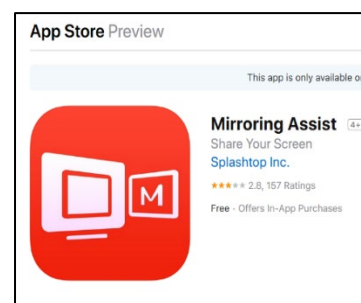 App Store Preview
This app is only available o
Mirroring Assist 4+
Share Your Screen
Splashtop Inc.
★★★★★ 2.8, 157 Ratings
Free · Offers In-App Purchases
M